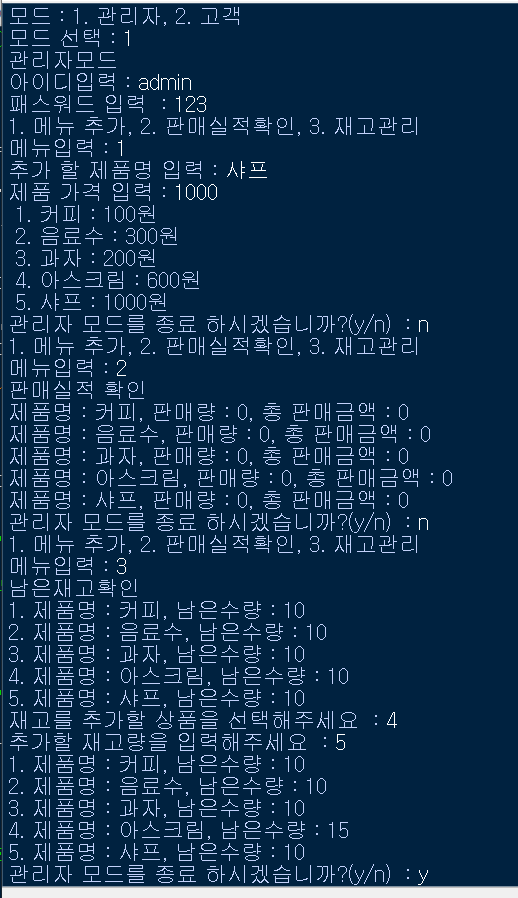 모드 : 1. 관리자, 2. 고객
모드 선택 : 1
관리자모드
아이디입력 : admin
패스워드 입력 : 123
1. 메뉴 추가, 2. 판매실적확인, 3. 재고관리
메뉴입력 : 1
추가 할 제품명 입력 : 샤프
제품 가격 입력 : 1000
1. 커피 : 100원
2. 음료수 : 300원
3. 과자 : 200원
4. 아스크림 : 600원
5. 샤프 : 1000원
관리자 모드를 종료 하시겠습니까?(y/n) : n
1. 메뉴 추가, 2. 판매실적확인, 3. 재고관리
메뉴입력 : 2
판매실적 확인
제품명 : 커피, 판매량 : 0, 총 판매금액 : 0
제품명 : 음료수, 판매량 : 0, 총 판매금액 : 0
제품명 : 과자, 판매량 : 0, 총 판매금액 : 0
제품명 : 아스크림, 판매량 : 0, 총 판매금액 : 0
제품명 : 샤프, 판매량 : 0, 총 판매금액 : 0
관리자 모드를 종료 하시겠습니까?(y/n) : n
1. 메뉴 추가, 2. 판매실적확인, 3. 재고관리
메뉴입력 : 3
남은재고확인
1. 제품명 : 커피, 남은수량 : 10
2. 제품명 : 음료수, 남은수량 : 10
3. 제품명 : 과자, 남은수량 : 10
4. 제품명 : 아스크림, 남은수량 : 10
5. 제품명 : 샤프, 남은수량 : 10
재고를 추가할 상품을 선택해주세요 : 4
추가할 재고량을 입력해주세요 : 5
1. 제품명 : 커피, 남은수량 : 10
2. 제품명 : 음료수, 남은수량 : 10
3. 제품명 : 과자, 남은수량 : 10
4. 제품명 : 아스크림, 남은수량 : 15
5. 제품명 : 샤프, 남은수량 : 10
관리자 모드를 종료 하시겠습니까?(y/n) : y